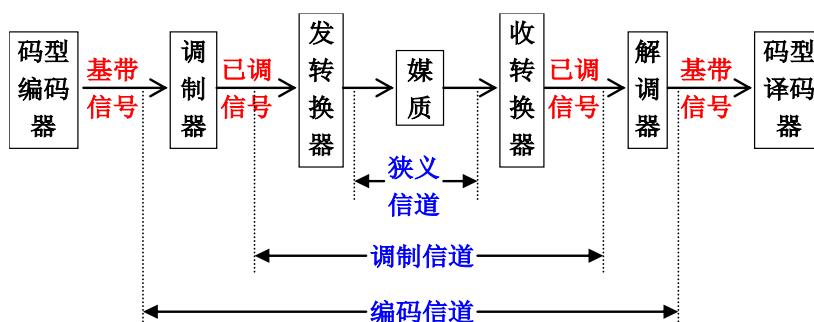 码型编码器
基带信号
调制器
已调信号
发转换器
媒质
收转换器
已调信号
解调器
基带信号
码型译码器
狭义信道
调制信道
编码信道